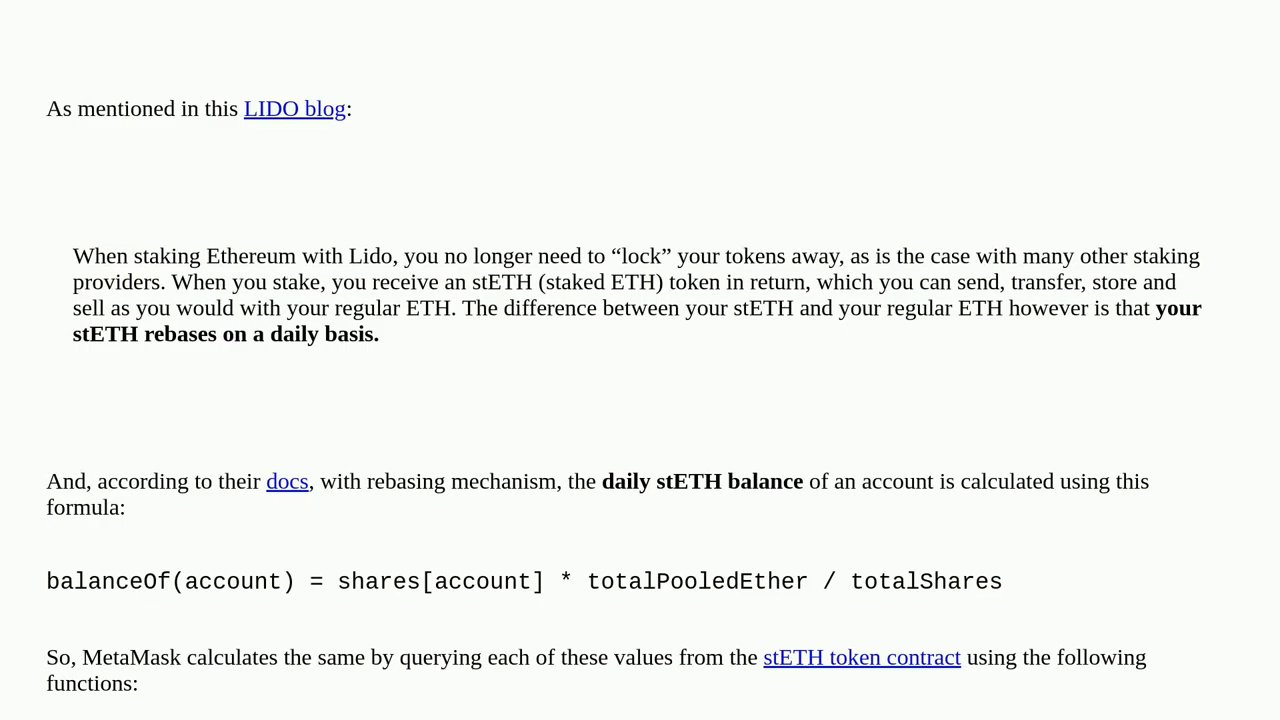 As mentioned in this LIDO blog:
When staking Ethereum with Lido, you no longer need to “lock” your tokens away, as is the case with many other staking
providers. When you stake, you receive an stETH (staked ETH) token in return, which you can send, transfer, store and
sell as you would with your regular ETH. The difference between your stETH and your regular ETH however is that your
stETH rebases on a daily basis.
And, according to their docs, with rebasing mechanism, the daily stETH balance of an account is calculated using this
formula:
balanceOf(account) = shares[account] * totalPooledEther / totalShares
So, MetaMask calculates the same by querying each of these values from the stETH token contract using the following
functions: